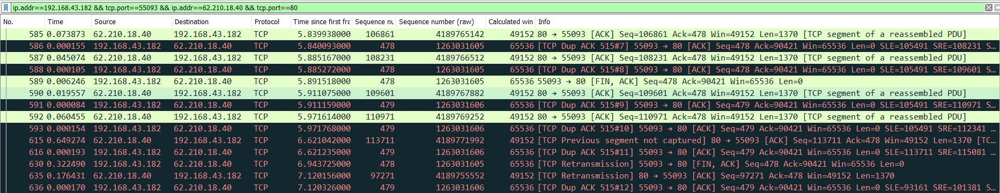 ip.addr==192.168.43.182 && tcp.port==55093 && ip.addr==62.210.18.40 && tcp.port==80
No. Time Source Destination Protocol Time since first fra Sequence nu Sequence number (raw) Calculated win Info
585 0.073873 62.210.18.40 192.168.43.182 TCP 5.839938000 106861 4189765142 49152 80 → 55093 [ACK] Seq=106861 Ack=478 Win=49152 Len=1370 [TCP segment of a reassembled PDU]
586 0.000155 192.168.43.182 62.210.18.40 TCP 5.840093000 478 1263031605 65536 [TCP Dup ACK 515#7] 55093 → 80 [ACK] Seq=478 Ack=90421 Win=65536 Len=0 SLE=105491 SRE=108231 S…
587 0.045074 62.210.18.40 192.168.43.182 TCP 5.885167000 108231 4189766512 49152 80 → 55093 [ACK] Seq=108231 Ack=478 Win=49152 Len=1370 [TCP segment of a reassembled PDU]
588 0.000105 192.168.43.182 62.210.18.40 TCP 5.885272000 478 1263031605 65536 [TCP Dup ACK 515#8] 55093 → 80 [ACK] Seq=478 Ack=90421 Win=65536 Len=0 SLE=105491 SRE=109601 S…
589 0.006246 192.168.43.182 62.210.18.40 TCP 5.891518000 478 1263031605 65536 55093 → 80 [FIN, ACK] Seq=478 Ack=90421 Win=65536 Len=0
590 0.019557 62.210.18.40 192.168.43.182 TCP 5.911075000 109601 4189767882 49152 80 → 55093 [ACK] Seq=109601 Ack=478 Win=49152 Len=1370 [TCP segment of a reassembled PDU]
591 0.000084 192.168.43.182 62.210.18.40 TCP 5.911159000 479 1263031606 65536 [TCP Dup ACK 515#9] 55093 → 80 [ACK] Seq=479 Ack=90421 Win=65536 Len=0 SLE=105491 SRE=110971 S…
592 0.060455 62.210.18.40 192.168.43.182 TCP 5.971614000 110971 4189769252 49152 80 → 55093 [ACK] Seq=110971 Ack=478 Win=49152 Len=1370 [TCP segment of a reassembled PDU]
593 0.000154 192.168.43.182 62.210.18.40 TCP 5.971768000 479 1263031606 65536 [TCP Dup ACK 515#10] 55093 → 80 [ACK] Seq=479 Ack=90421 Win=65536 Len=0 SLE=105491 SRE=112341 …
615 0.649274 62.210.18.40 192.168.43.182 TCP 6.621042000 113711 4189771992 49152 [TCP Previous segment not captured] 80 → 55093 [ACK] Seq=113711 Ack=478 Win=49152 Len=1370 [TC…
616 0.000193 192.168.43.182 62.210.18.40 TCP 6.621235000 479 1263031606 65536 [TCP Dup ACK 515#11] 55093 → 80 [ACK] Seq=479 Ack=90421 Win=65536 Len=0 SLE=113711 SRE=115081 …
630 0.322490 192.168.43.182 62.210.18.40 TCP 6.943725000 478 1263031605 65536 [TCP Retransmission] 55093 → 80 [FIN, ACK] Seq=478 Ack=90421 Win=65536 Len=0
635 0.176431 62.210.18.40 192.168.43.182 TCP 7.120156000 97271 4189755552 49152 [TCP Retransmission] 80 → 55093 [ACK] Seq=97271 Ack=478 Win=49152 Len=1370
636 0.000170 192.168.43.182 62.210.18.40 TCP 7.120326000 479 1263031606 65536 [TCP Dup ACK 515#12] 55093 → 80 [ACK] Seq=479 Ack=90421 Win=65536 Len=0 SLE=93161 SRE=101381 S…